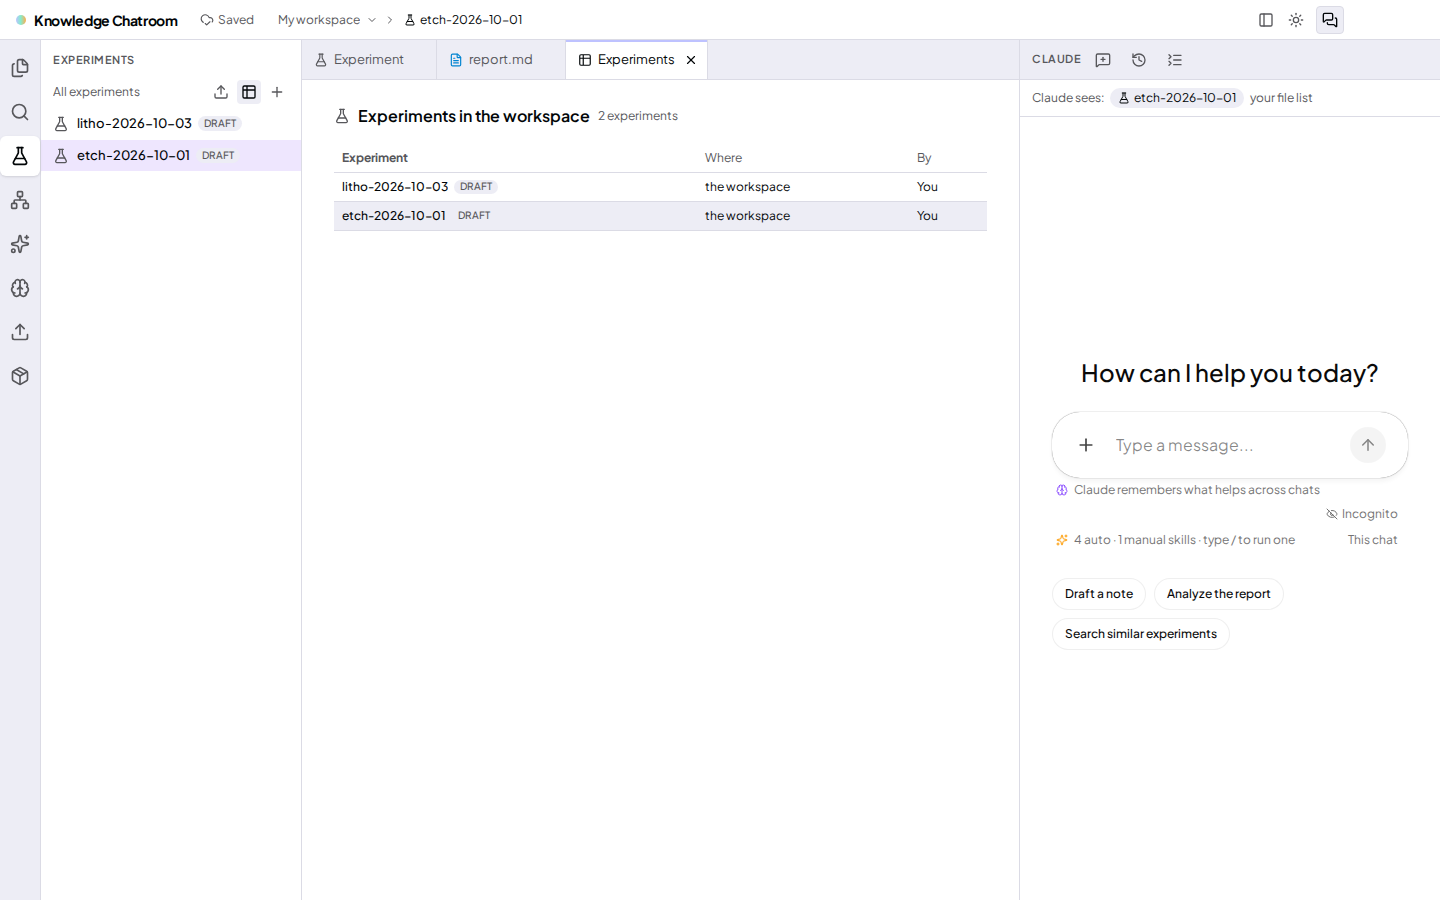 Knowledge Chatroom
Saved
My workspace
etch-2026-10-01
EXPERIMENTS
All experiments
litho-2026-10-03 DRAFT
etch-2026-10-01 DRAFT
Experiment
report.md
Experiments
Experiments in the workspace 2 experiments
Experiment Where By
litho-2026-10-03 DRAFT the workspace You
etch-2026-10-01 DRAFT the workspace You
CLAUDE
Claude sees: etch-2026-10-01 your file list
How can I help you today?
Type a message...
Claude remembers what helps across chats
Incognito
4 auto · 1 manual skills · type / to run one This chat
Draft a note
Analyze the report
Search similar experiments